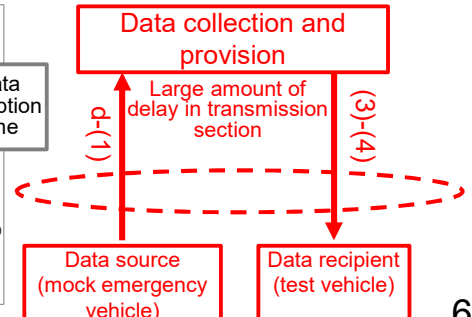 Data collection and
provision
Large amount of
delay in transmission
section
d-(1)
(3)-(4)
Data source
(mock emergency
vehicle)
Data recipient
(test vehicle)
6